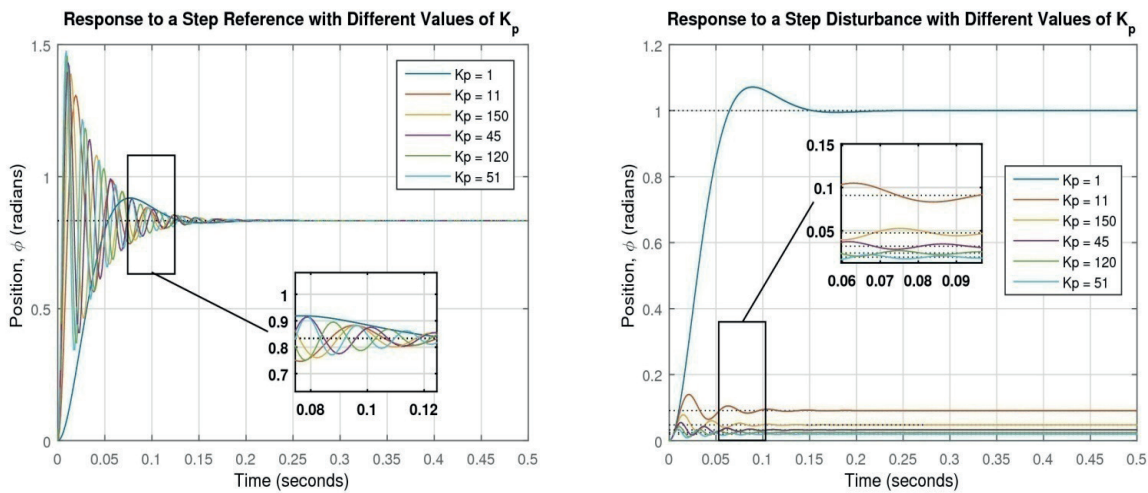 Response to a Step Reference with Different Values of K_p
1.5
1
0.5
0
Position, ϕ (radians)
Kp = 1
Kp = 11
Kp = 150
Kp = 45
Kp = 120
Kp = 51
1
0.9
0.8
0.7
0.08 0.1 0.12
0 0.05 0.1 0.15 0.2 0.25 0.3 0.35 0.4 0.45 0.5
Time (seconds)
Response to a Step Disturbance with Different Values of K_p
1.2
1
0.8
0.6
0.4
0.2
0
Position, ϕ (radians)
0.15
0.1
0.05
0.06 0.07 0.08 0.09
Kp = 1
Kp = 11
Kp = 150
Kp = 45
Kp = 120
Kp = 51
0 0.05 0.1 0.15 0.2 0.25 0.3 0.35 0.4 0.45 0.5
Time (seconds)